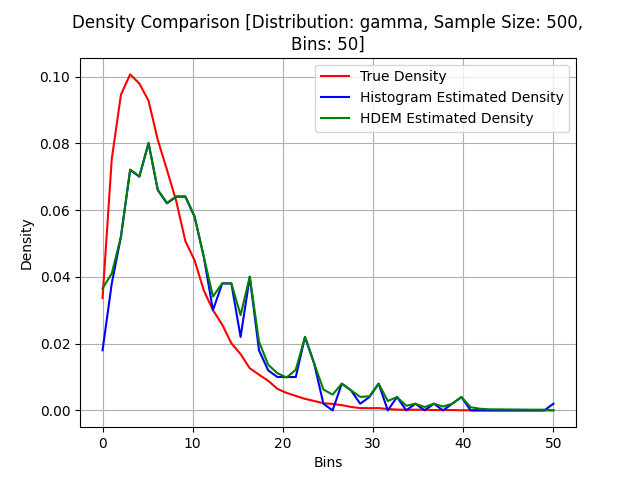 Density Comparison [Distribution: gamma, Sample Size: 500,
Bins: 50]
True Density
Histogram Estimated Density
HDEM Estimated Density
Density
0.10
0.08
0.06
0.04
0.02
0.00
0 10 20 30 40 50
Bins